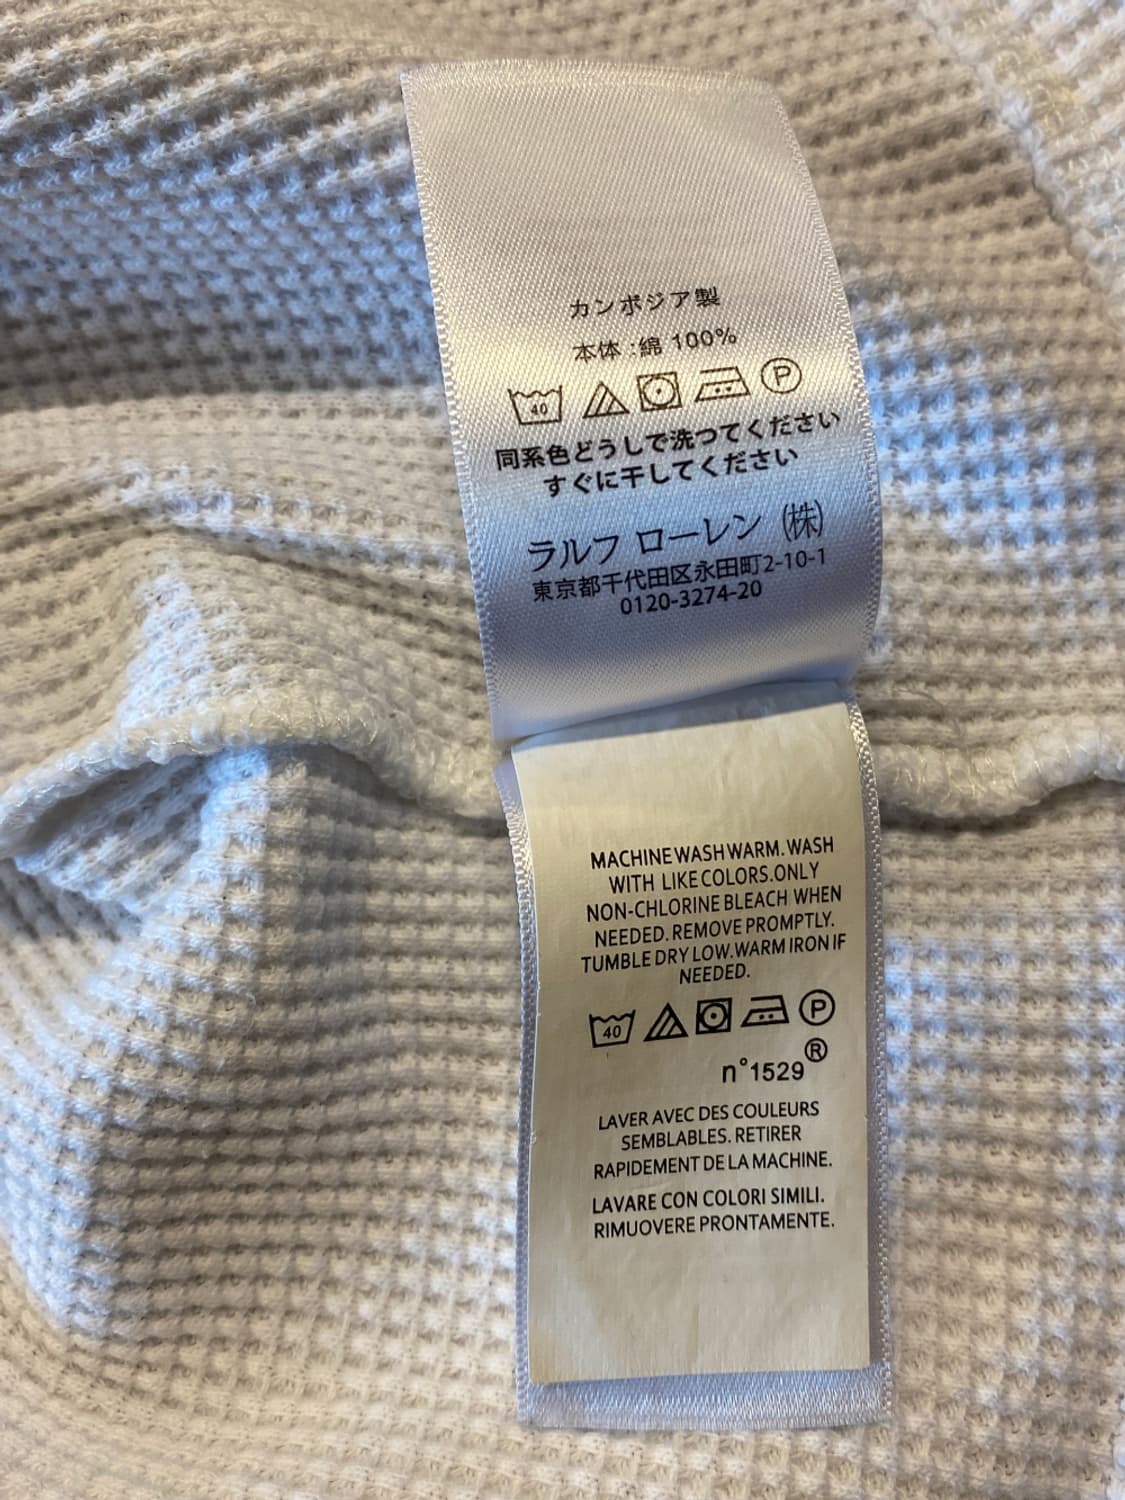 カンボジア製
本体:綿 100%
40 P
同系色どうしで洗つてください
すぐに干してください
ラルフ ローレン ㈱
東京都千代田区永田町2-10-1
0120-3274-20
MACHINE WASH WARM. WASH
WITH LIKE COLORS. ONLY
NON-CHLORINE BLEACH WHEN
NEEDED. REMOVE PROMPTLY.
TUMBLE DRY LOW. WARM IRON IF
NEEDED.
40 P
n°1529®
LAVER AVEC DES COULEURS
SEMBLABLES. RETIRER
RAPIDEMENT DE LA MACHINE.
LAVARE CON COLORI SIMILI.
RIMUOVERE PRONTAMENTE.